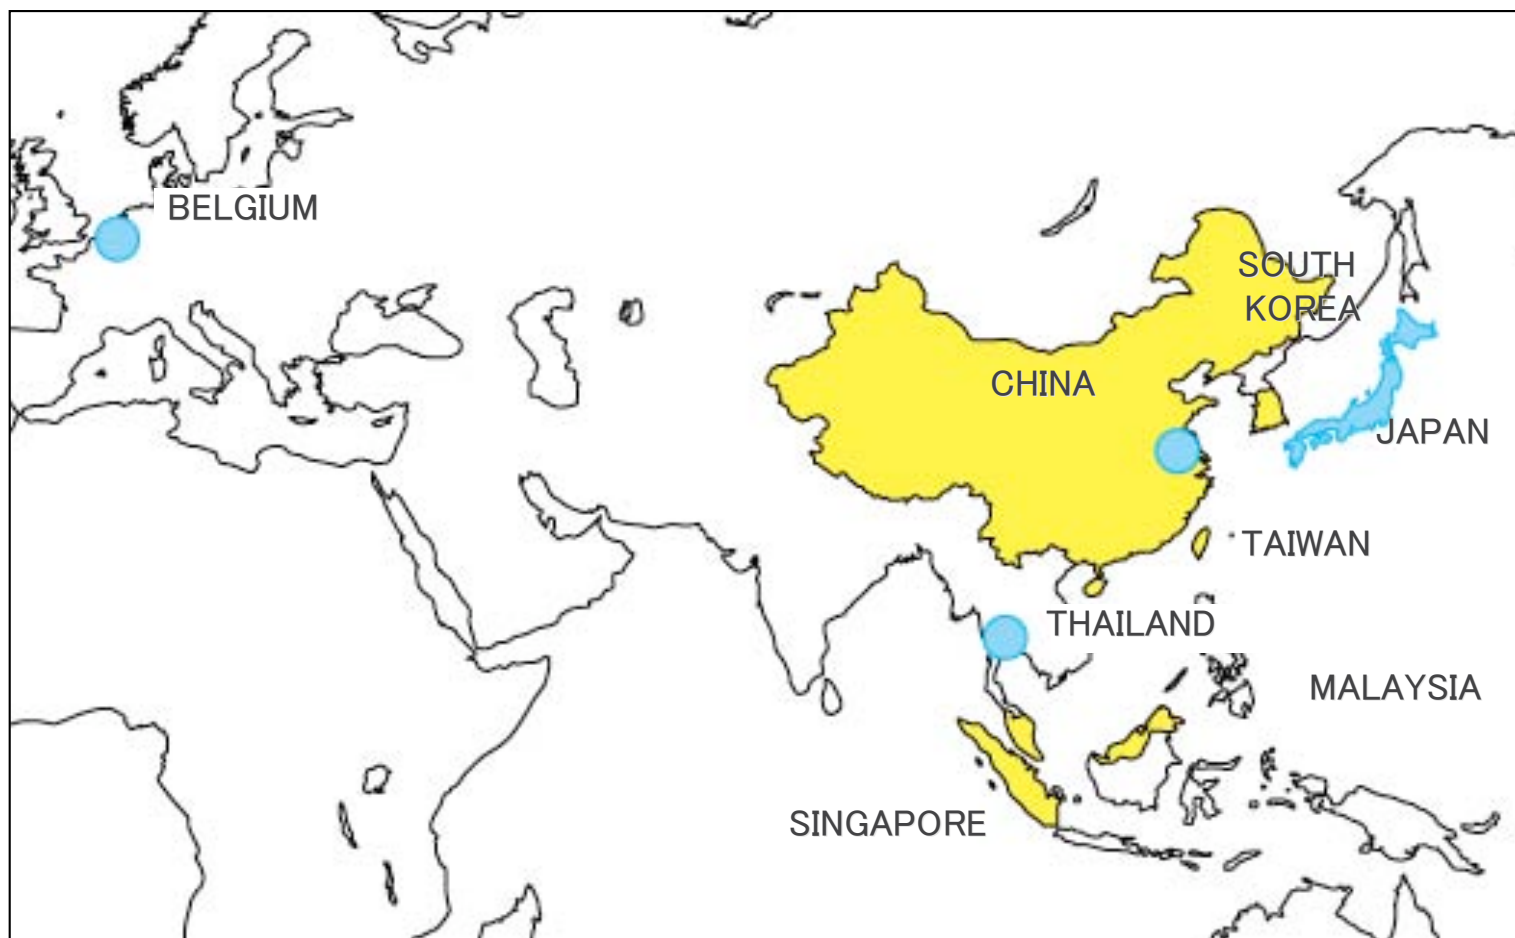 BELGIUM
SOUTH
KOREA
CHINA
JAPAN
TAIWAN
THAILAND
MALAYSIA
SINGAPORE